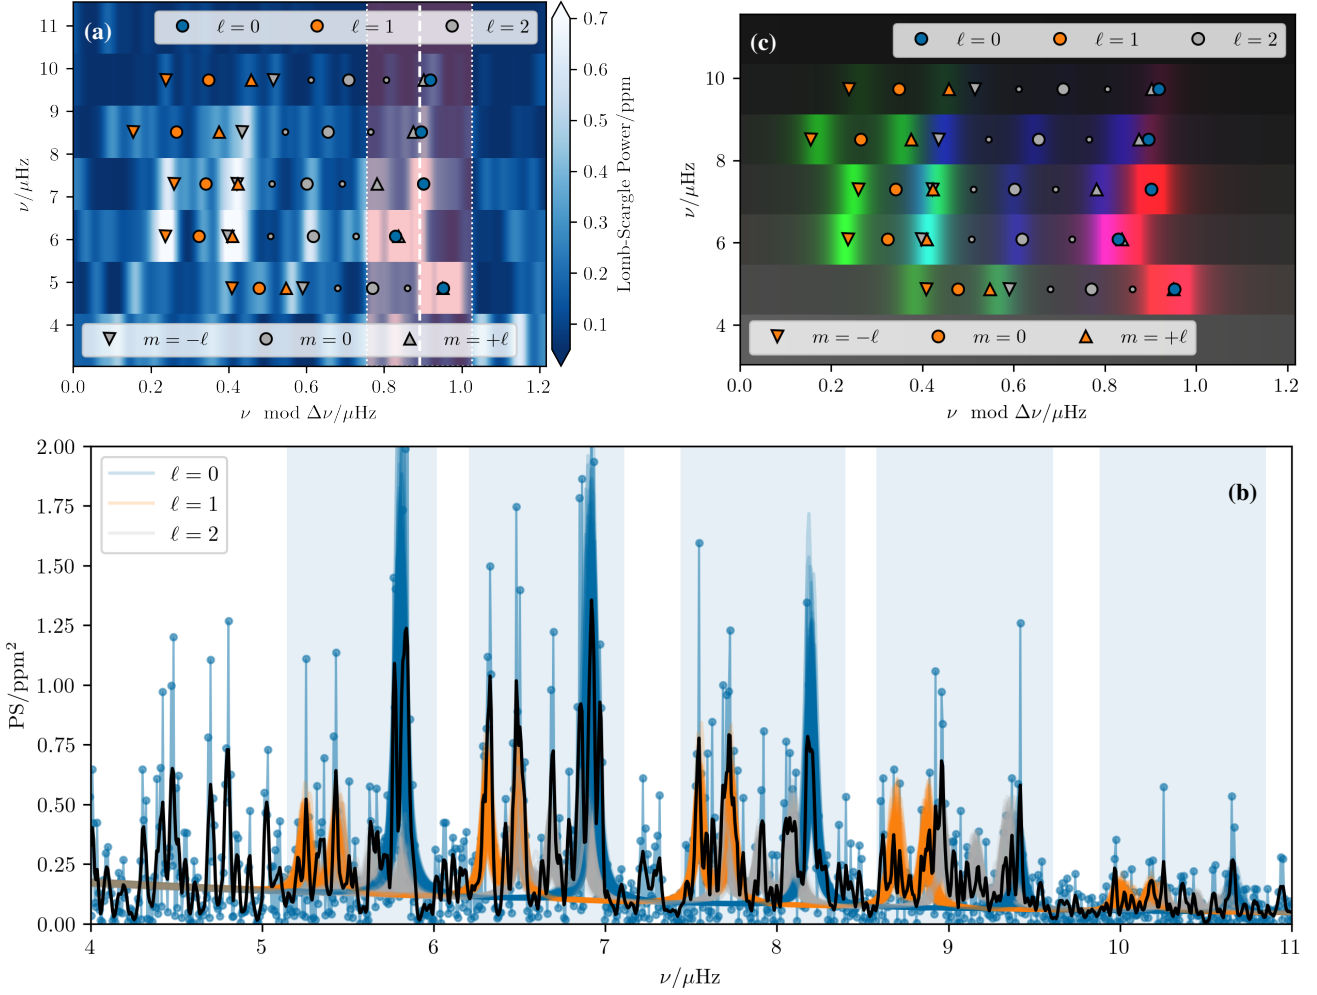 (a)
ℓ = 0 ℓ = 1 ℓ = 2
11
10
9
8
7
6
5
4
ν/μHz
m = −ℓ m = 0 m = +ℓ
0.0 0.2 0.4 0.6 0.8 1.0 1.2
ν mod Δν/μHz
0.7
0.6
0.5
0.4
0.3
0.2
0.1
Lomb-Scargle Power/ppm
(c)
ℓ = 0 ℓ = 1 ℓ = 2
10
8
6
4
ν/μHz
m = −ℓ m = 0 m = +ℓ
0.0 0.2 0.4 0.6 0.8 1.0 1.2
ν mod Δν/μHz
(b)
ℓ = 0
ℓ = 1
ℓ = 2
2.00
1.75
1.50
1.25
1.00
0.75
0.50
0.25
0.00
PS/ppm²
4 5 6 7 8 9 10 11
ν/μHz